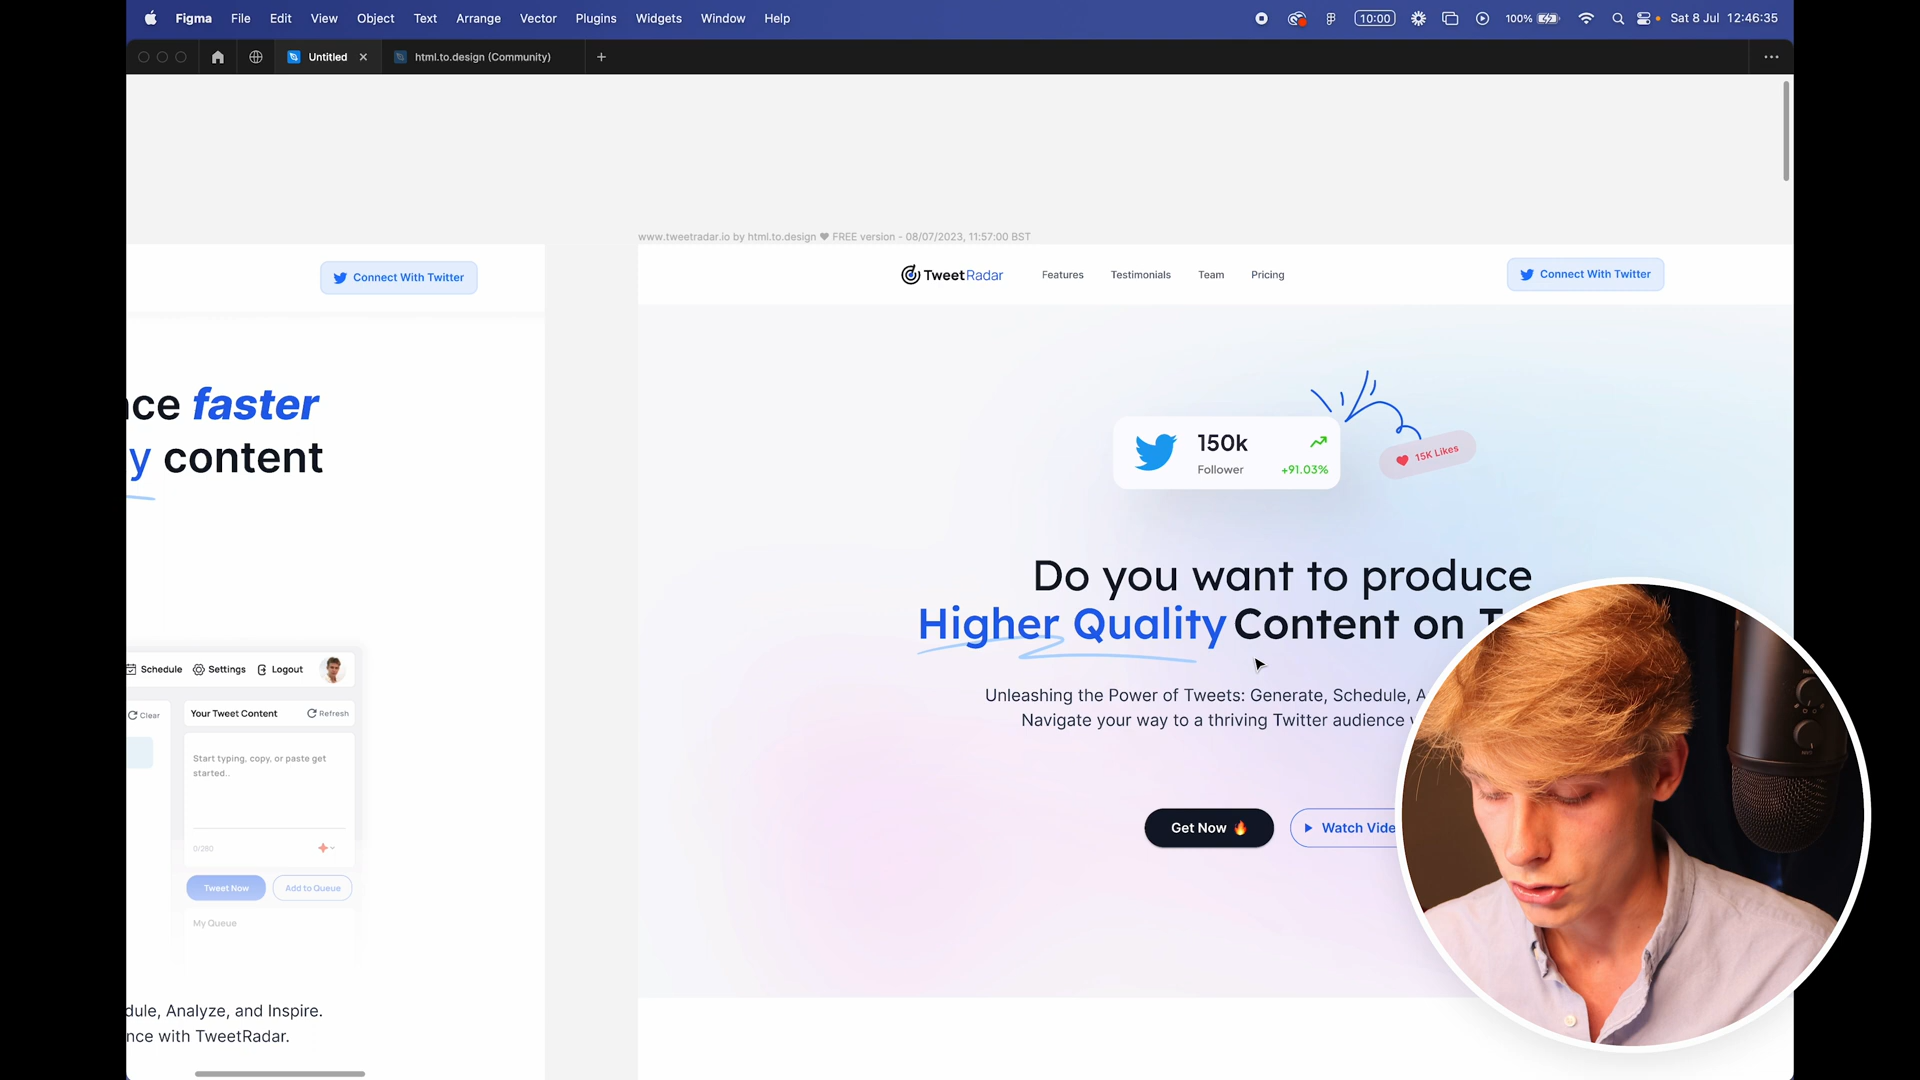 Figma File Edit View Object Text Arrange Vector Plugins Widgets Window Help 10:00 100% Sat 8 Jul 12:46:35
Untitled html.to.design (Community)
www.tweetradar.io by html.to.design ♥ FREE version - 08/07/2023, 11:57:00 BST
Connect With Twitter
faster
content
Schedule Settings Logout
Clear
Your Tweet Content Refresh
Start typing, copy, or paste get
started..
0/280
Tweet Now Add to Queue
My Queue
Analyze, and Inspire.
with TweetRadar.
TweetRadar Features Testimonials Team Pricing Connect With Twitter
150k
Follower +91.03%
15K Likes
Do you want to produce
Higher Quality Content on
Unleashing the Power of Tweets: Generate, Schedule,
Navigate your way to a thriving Twitter audience
Get Now 🔥 Watch